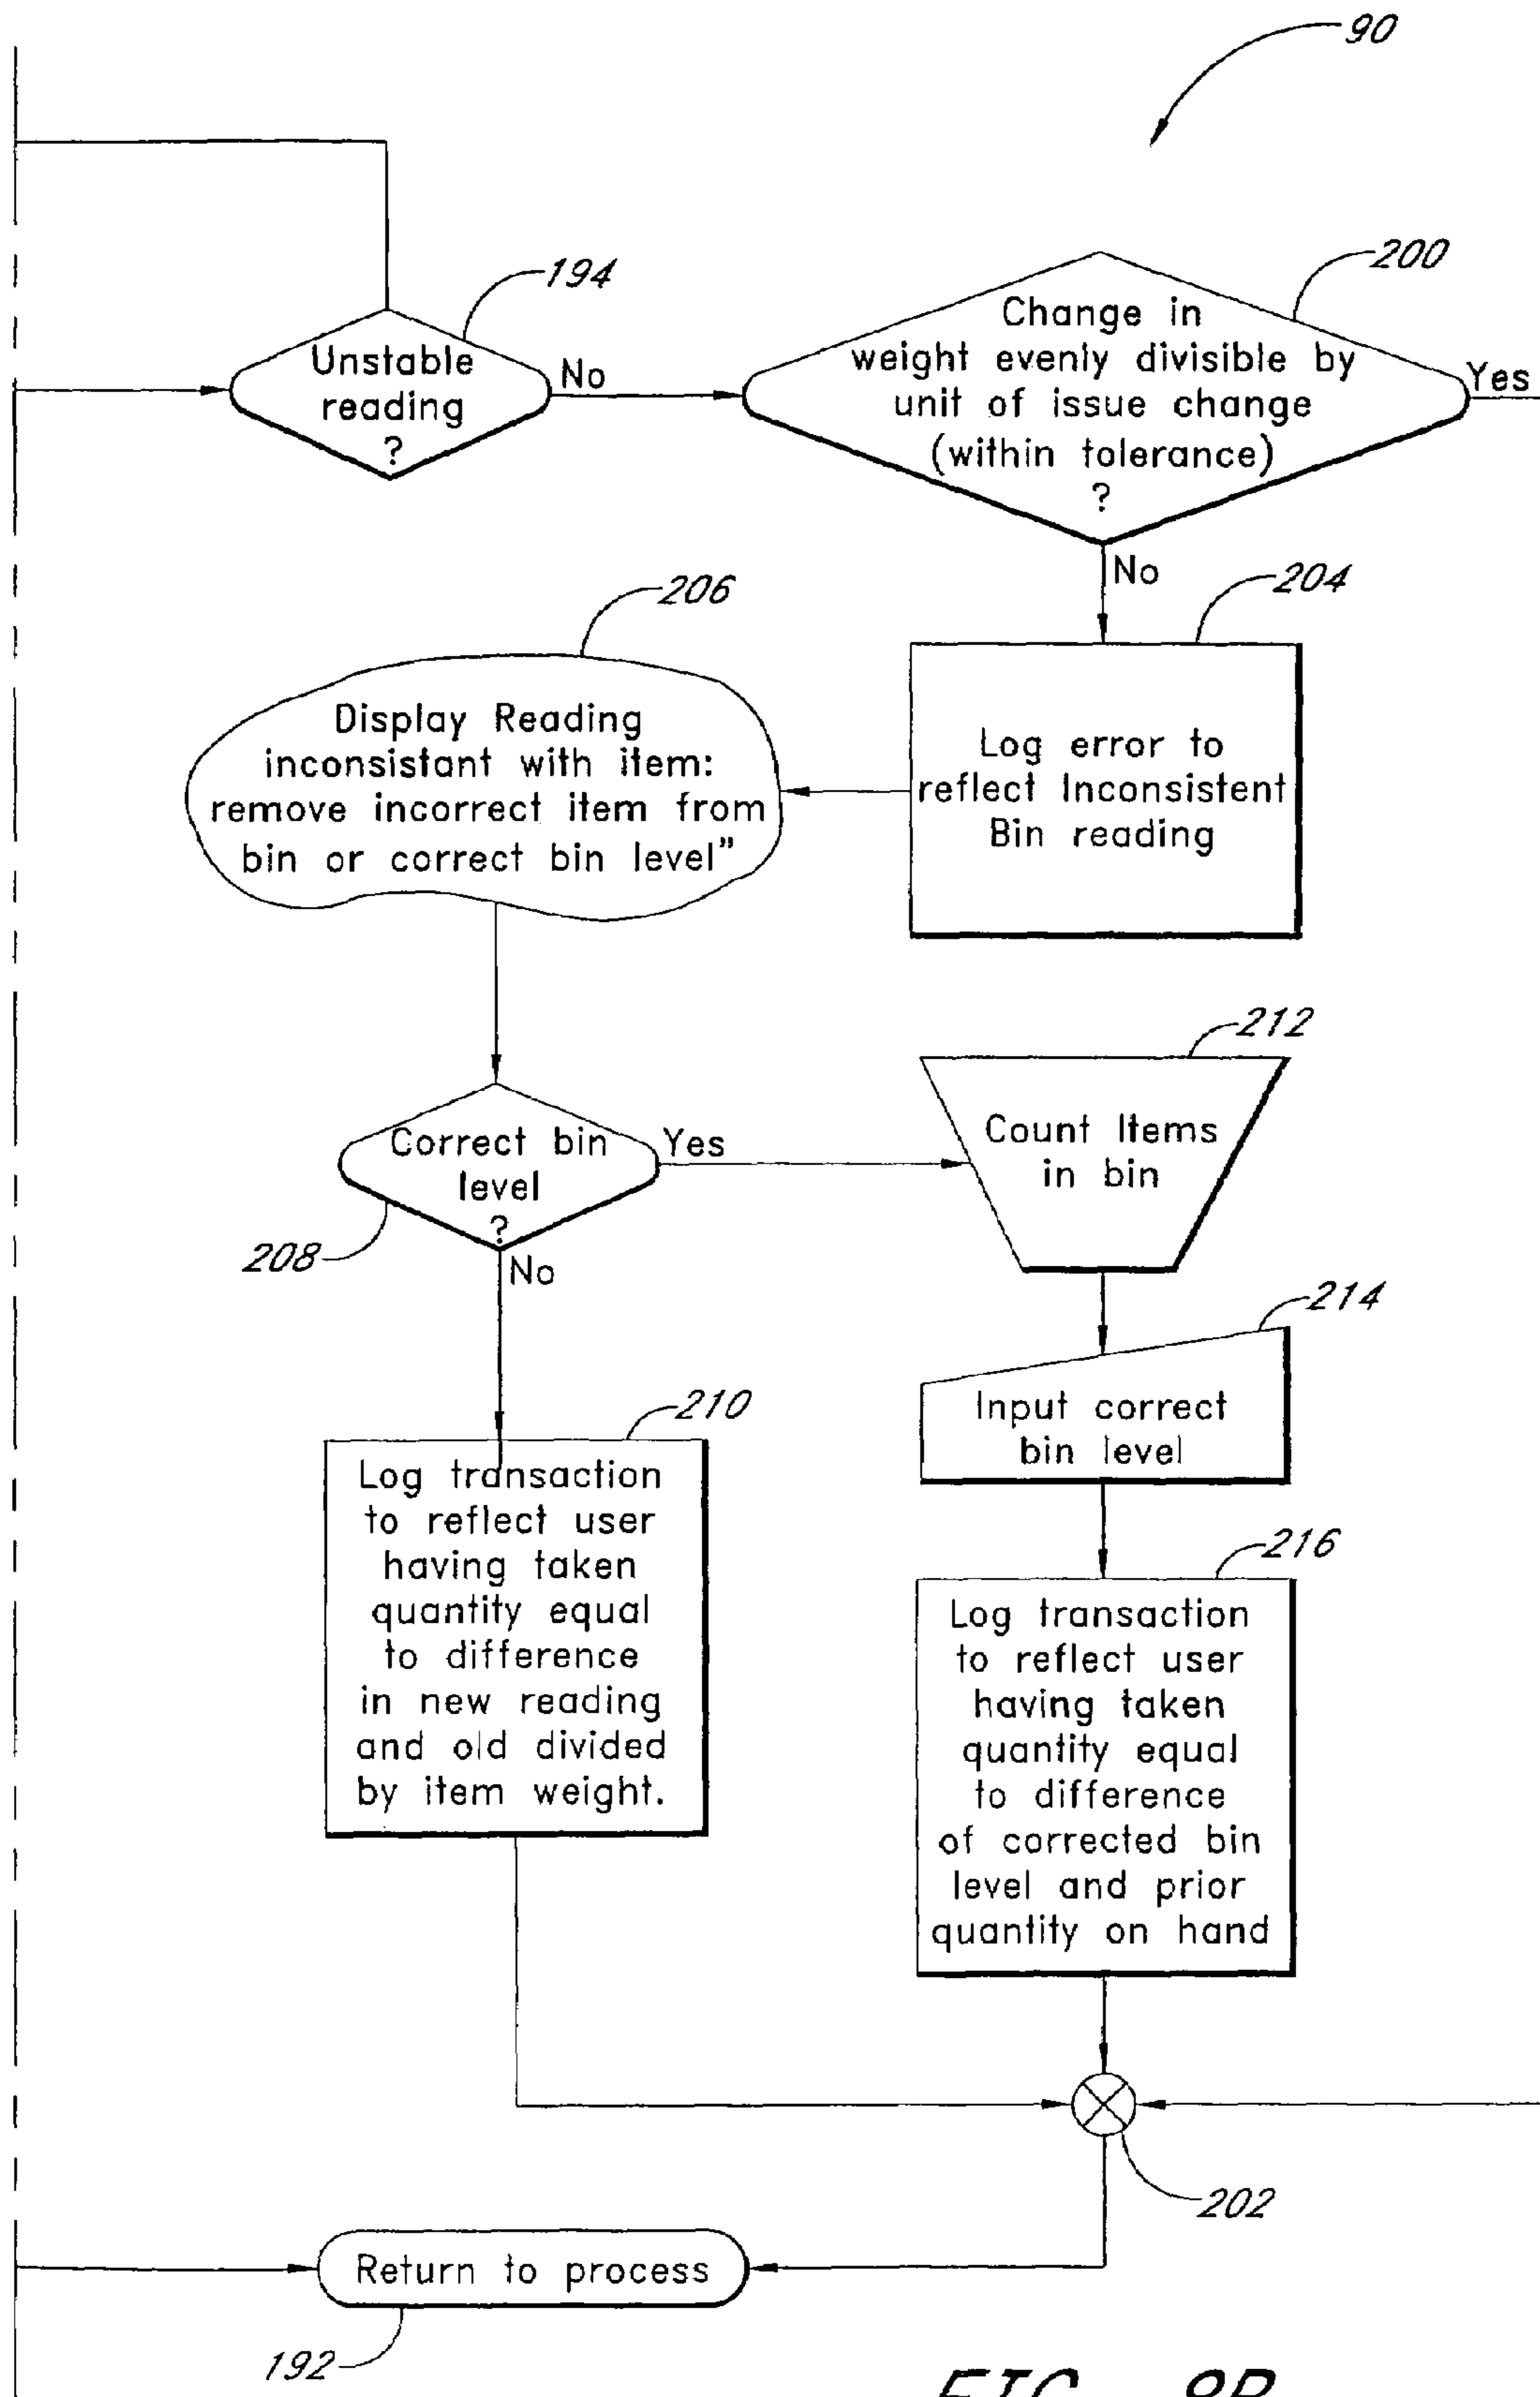 90
194
Unstable
reading
?
No
200
Change in
weight evenly divisible by
unit of issue change
(within tolerance)
?
Yes
No
204
Log error to
reflect Inconsistent
Bin reading
206
Display Reading
inconsistant with item:
remove incorrect item from
bin or correct bin level"
Correct bin
level
?
208
Yes
No
212
Count Items
in bin
214
Input correct
bin level
210
Log transaction
to reflect user
having taken
quantity equal
to difference
in new reading
and old divided
by item weight.
216
Log transaction
to reflect user
having taken
quantity equal
to difference
of corrected bin
level and prior
quantity on hand
202
Return to process
192